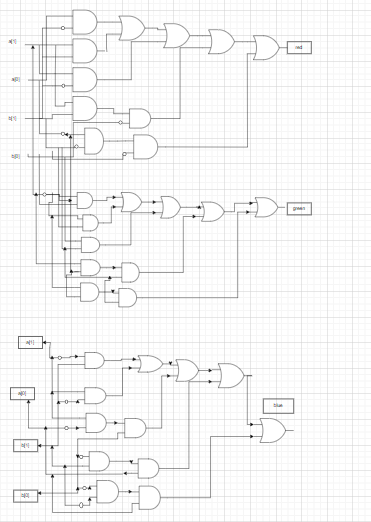 a[1]
red
a[0]
b[1]
b[0]
green
a[1]
a[0]
blue
b[1]
b[0]